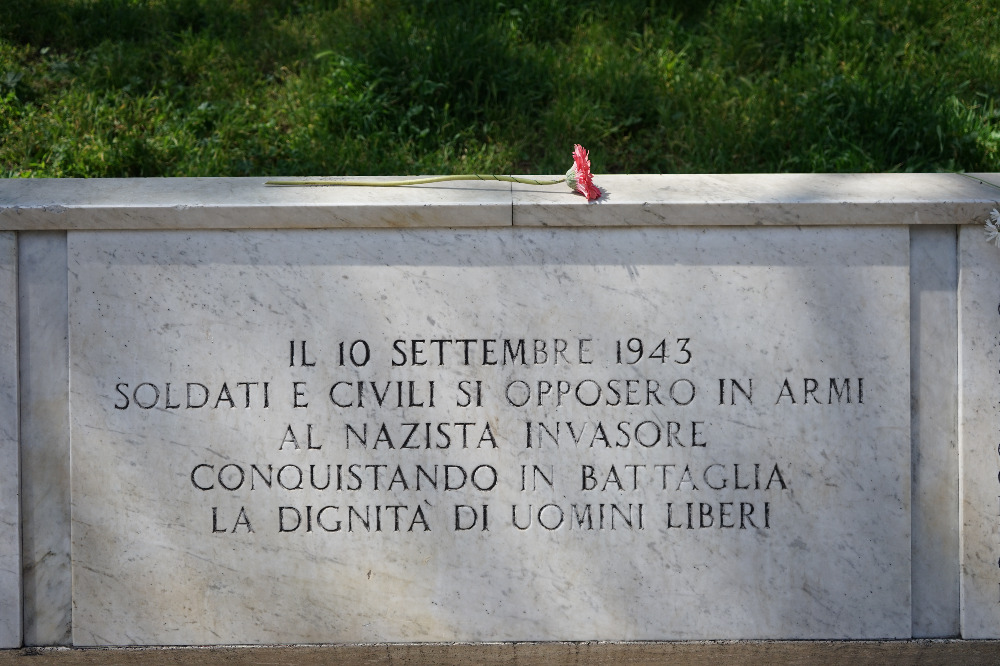 IL 10 SETTEMBRE 1943
SOLDATI E CIVILI SI OPPOSERO IN ARMI
AL NAZISTA INVASORE
CONQUISTANDO IN BATTAGLIA
LA DIGNITÀ DI UOMINI LIBERI